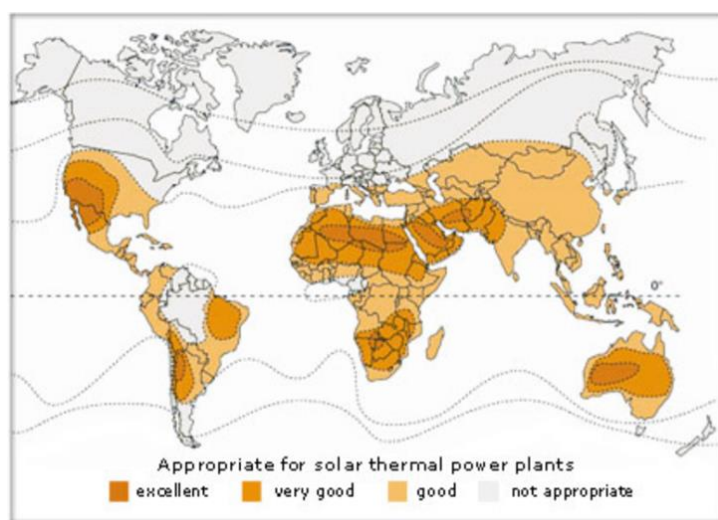 0°
Appropriate for solar thermal power plants
excellent very good good not appropriate